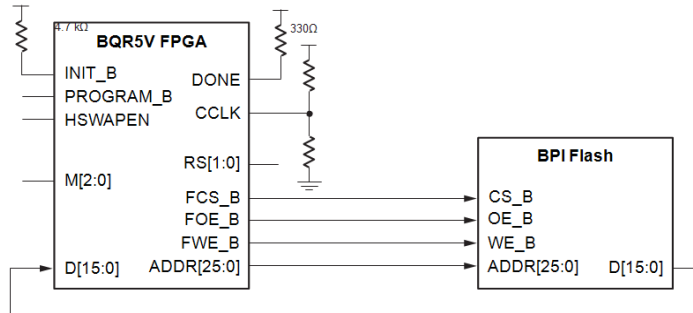 4.7 kΩ
330Ω
BQR5V FPGA
INIT_B
DONE
PROGRAM_B
CCLK
HSWAPEN
RS[1:0]
BPI Flash
M[2:0]
FCS_B
CS_B
FOE_B
OE_B
FWE_B
WE_B
D[15:0]
ADDR[25:0]
ADDR[25:0]
D[15:0]